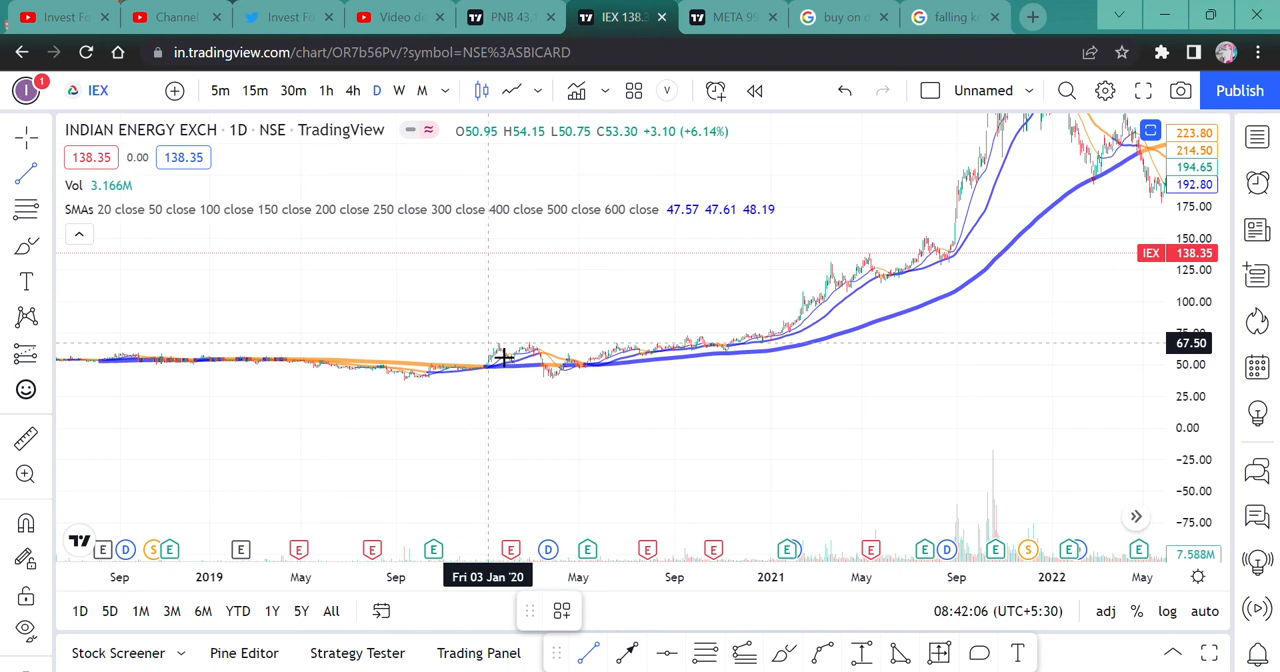 Invest Fo
Channel
Invest Fo
Video de
PNB 43.
IEX 138.
META 99
buy on
falling k
in.tradingview.com/chart/OR7b56Pv/?symbol=NSE%3ASBICARD
I 1 IEX 5m 15m 30m 1h 4h D W M V Unnamed Publish
INDIAN ENERGY EXCH · 1D · NSE · TradingView O50.95 H54.15 L50.75 C53.30 +3.10 (+6.14%)
138.35 0.00 138.35
Vol 3.166M
SMAs 20 close 50 close 100 close 150 close 200 close 250 close 300 close 400 close 500 close 600 close 47.57 47.61 48.19
223.80
214.50
194.65
192.80
175.00
150.00
IEX 138.35
125.00
100.00
75.00
67.50
50.00
25.00
0.00
−25.00
−50.00
−75.00
7.588M
E D S E E E E E E D E E E E E E D E S E D E
Sep 2019 May Sep Fri 03 Jan '20 May Sep 2021 May Sep 2022 May
1D 5D 1M 3M 6M YTD 1Y 5Y All 08:42:06 (UTC+5:30) adj % log auto
Stock Screener Pine Editor Strategy Tester Trading Panel